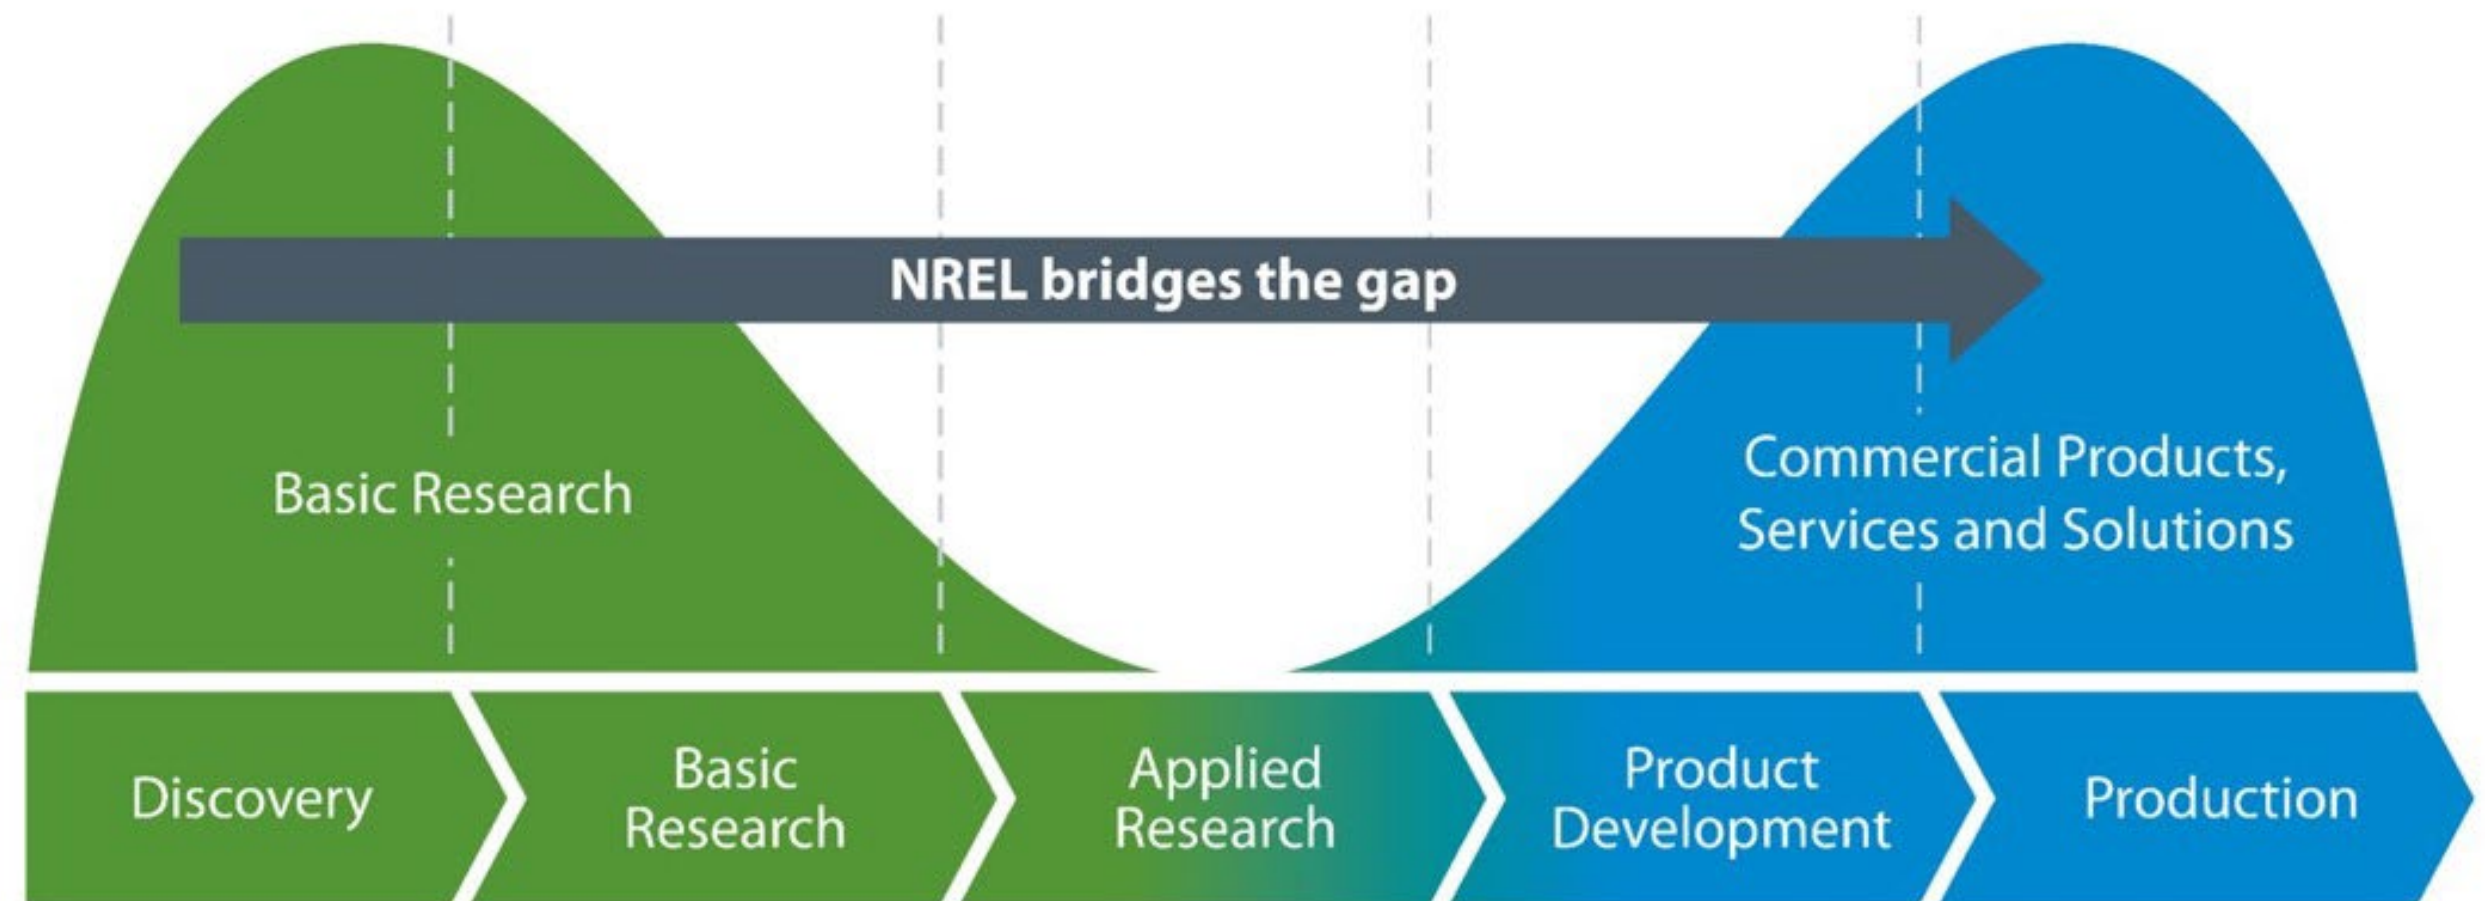 NREL bridges the gap
Basic Research
Commercial Products,
Services and Solutions
Discovery
Basic
Research
Applied
Research
Product
Development
Production